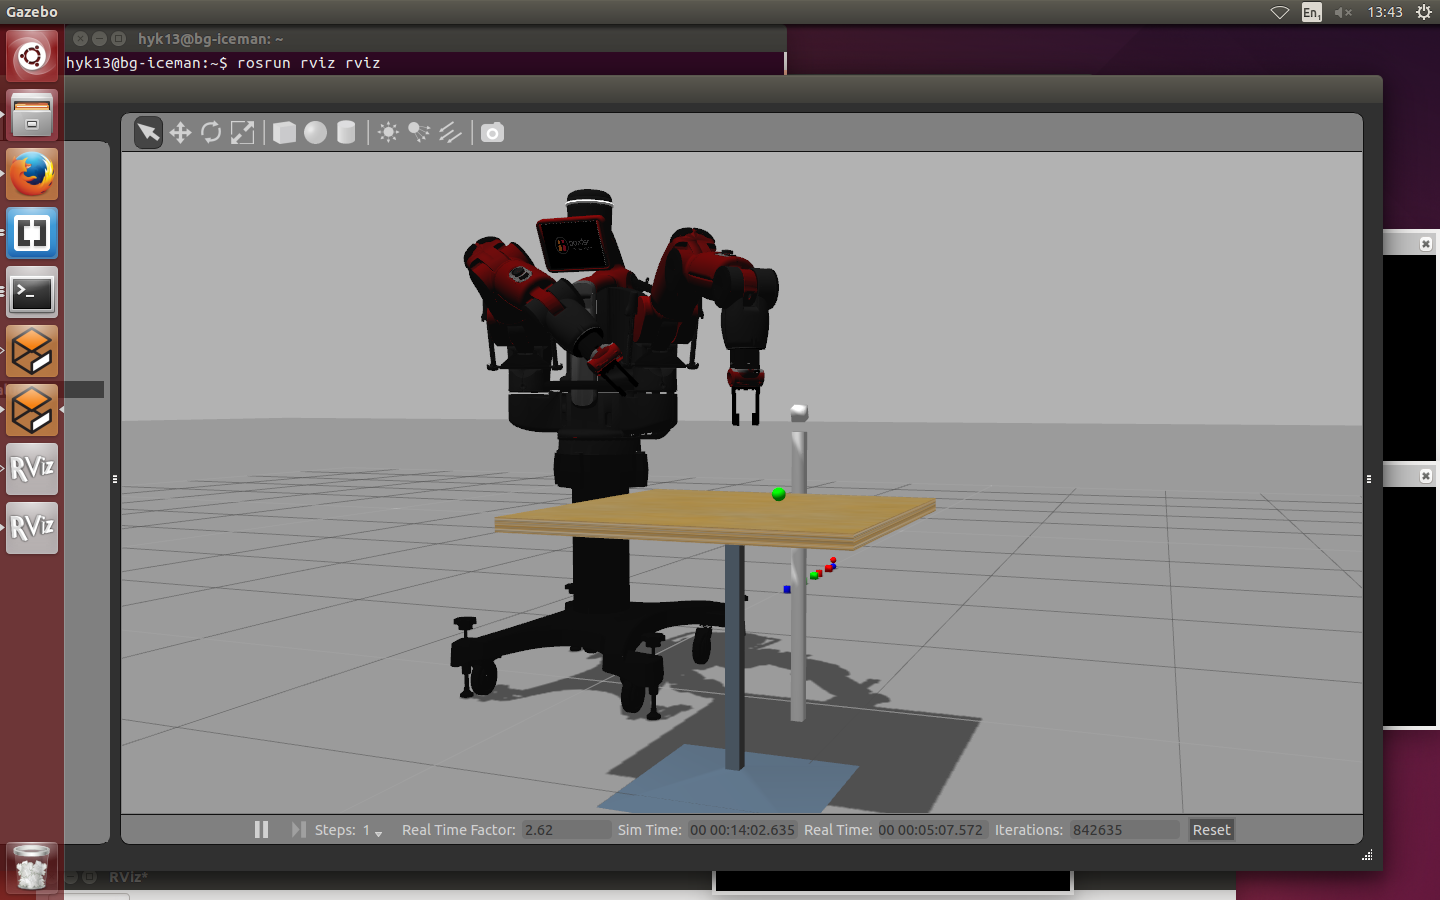 Gazebo
En1
13:43
hyk13@bg-iceman: ~
hyk13@bg-iceman:~$ rosrun rviz rviz
RViz
RViz
Steps: 1
Real Time Factor: 2.62
Sim Time: 00 00:14:02.635
Real Time: 00 00:05:07.572
Iterations: 842635
Reset
RViz*